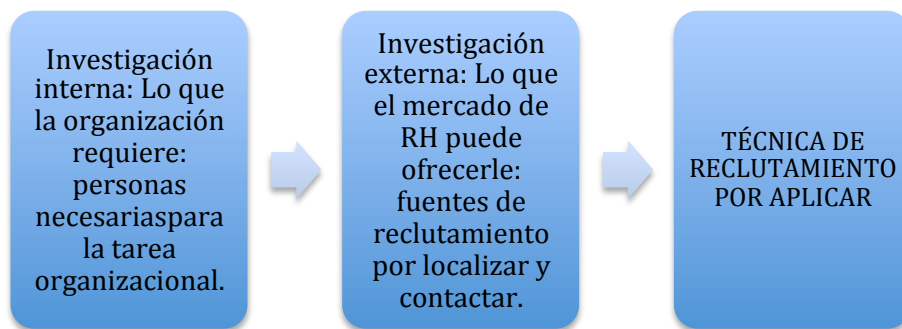 Investigación
interna: Lo que
la organización
requiere:
personas
necesariaspara
la tarea
organizacional.
Investigación
externa: Lo que
el mercado de
RH puede
ofrecerle:
fuentes de
reclutamiento
por localizar y
contactar.
TÉCNICA DE
RECLUTAMIENTO
POR APLICAR